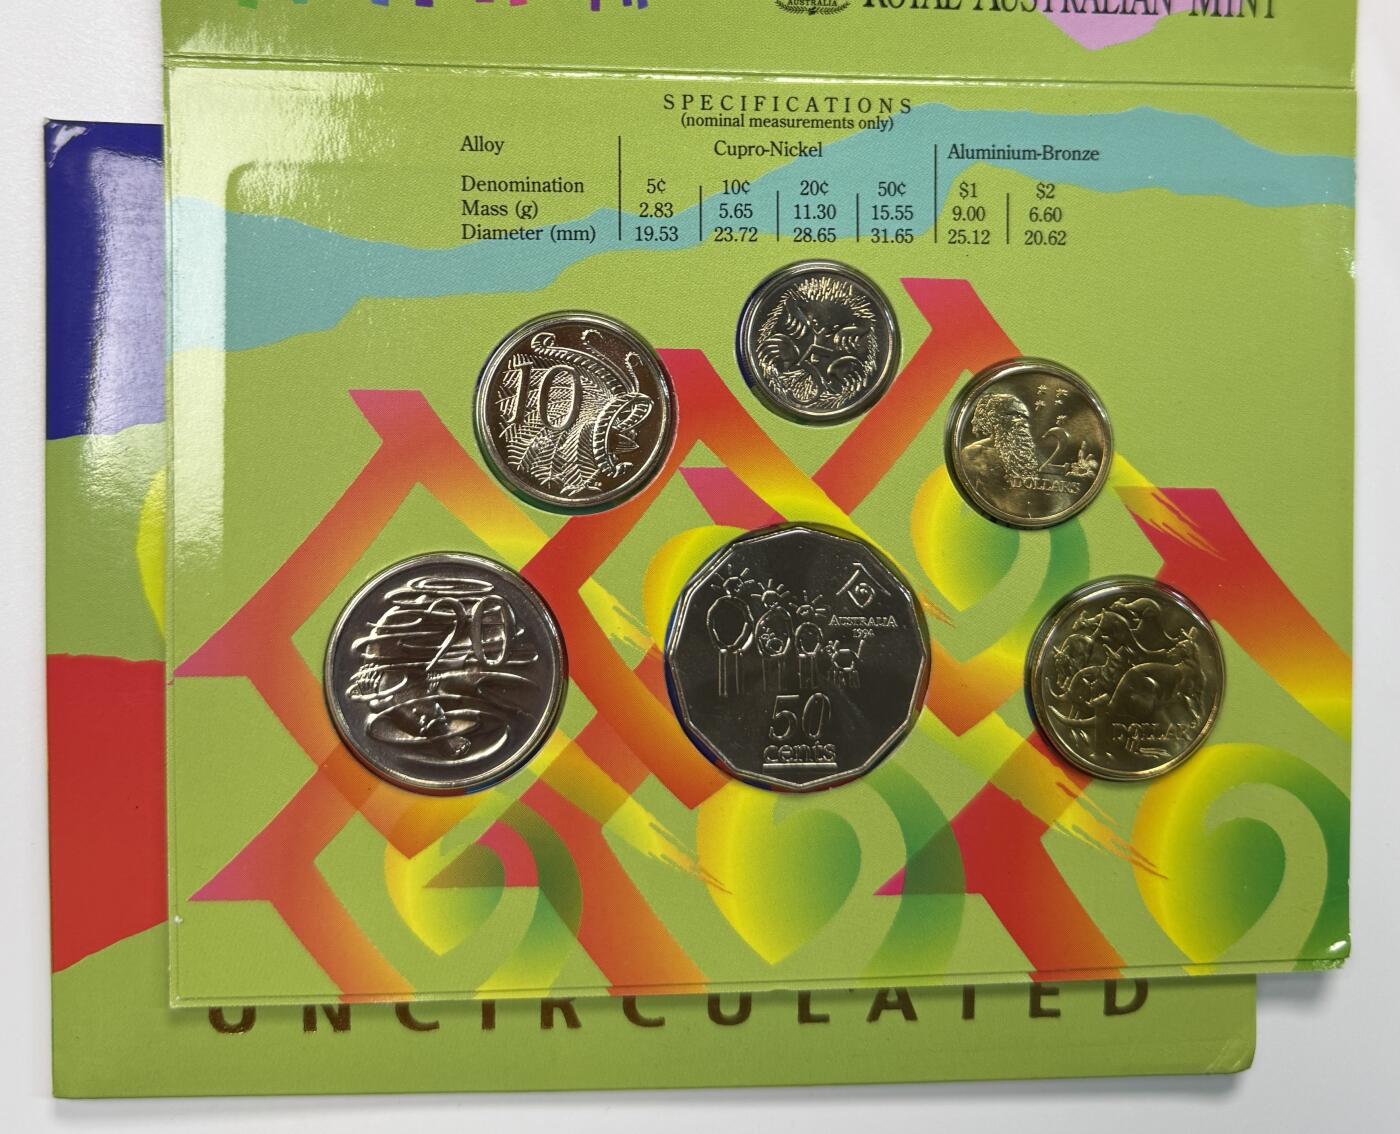 AUSTRALIA
ROYAL AUSTRALIAN MINT
SPECIFICATIONS
(nominal measurements only)
Alloy Cupro-Nickel Aluminium-Bronze
Denomination 5¢ 10¢ 20¢ 50¢ $1 $2
Mass (g) 2.83 5.65 11.30 15.55 9.00 6.60
Diameter (mm) 19.53 23.72 28.65 31.65 25.12 20.62
10
5
2
DOLLARS
20
AUSTRALIA
1994
50
cents
1
DOLLAR
UNCIRCULATED